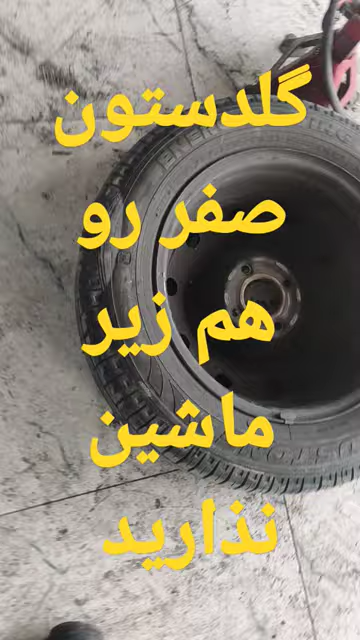 گلدستون
صفر رو
هم زیر
ماشین
نذارید